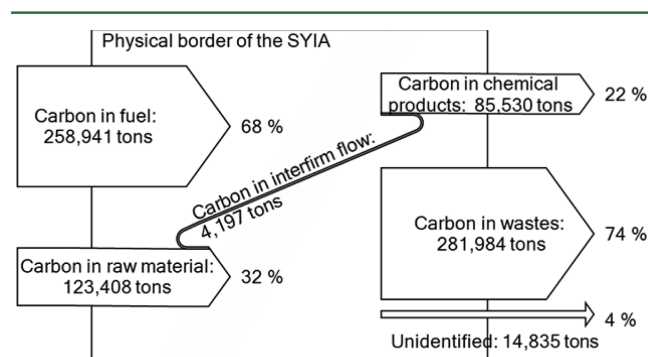 Physical border of the SYIA
Carbon in fuel:
258,941 tons
68 %
Carbon in chemical
products: 85,530 tons
22 %
Carbon in interfirm flow:
4,197 tons
Carbon in wastes:
281,984 tons
74 %
Carbon in raw material:
123,408 tons
32 %
4 %
Unidentified: 14,835 tons